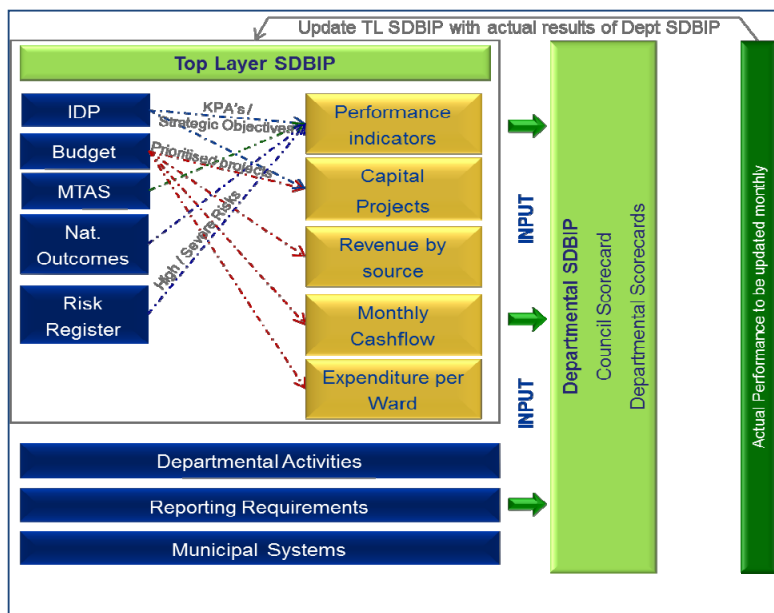 Update TL SDBIP with actual results of Dept SDBIP
Top Layer SDBIP
IDP
Budget
MTAS
Nat.
Outcomes
Risk
Register
KPA's /
Strategic Objectives
Prioritised projects
High / Severe Risks
Performance
indicators
Capital
Projects
Revenue by
source
Monthly
Cashflow
Expenditure per
Ward
INPUT
INPUT
Departmental SDBIP
Council Scorecard
Departmental Scorecards
Actual Performance to be updated monthly
Departmental Activities
Reporting Requirements
Municipal Systems